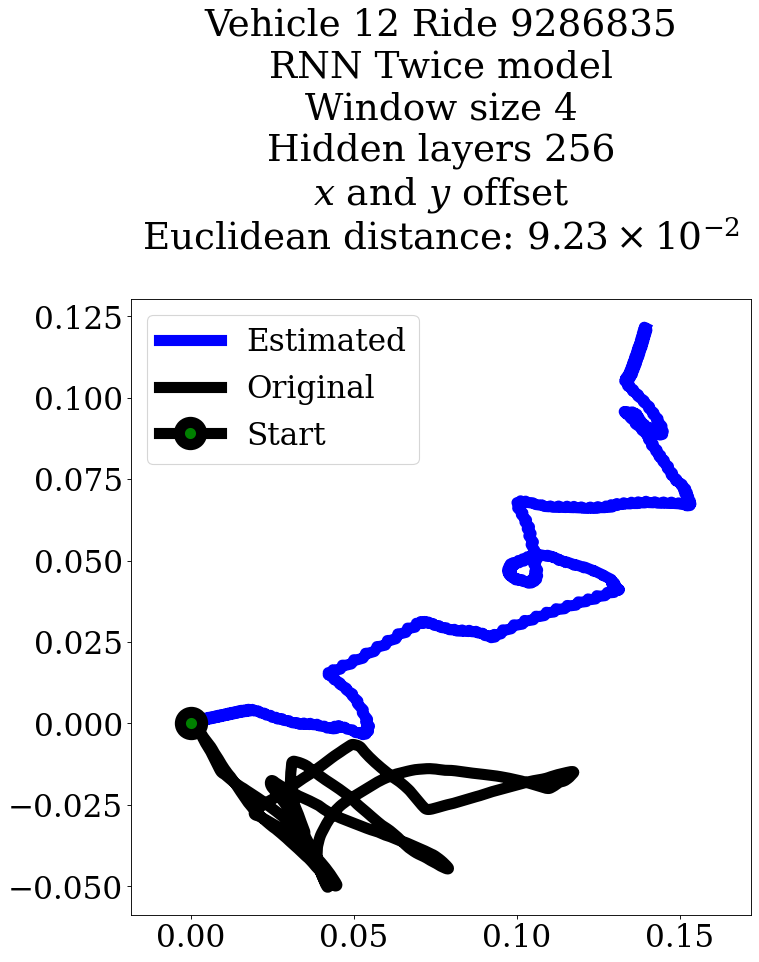 Vehicle 12 Ride 9286835
RNN Twice model
Window size 4
Hidden layers 256
x and y offset
Euclidean distance: 9.23 × 10⁻²
Estimated
Original
Start
0.125
0.100
0.075
0.050
0.025
0.000
−0.025
−0.050
0.00 0.05 0.10 0.15